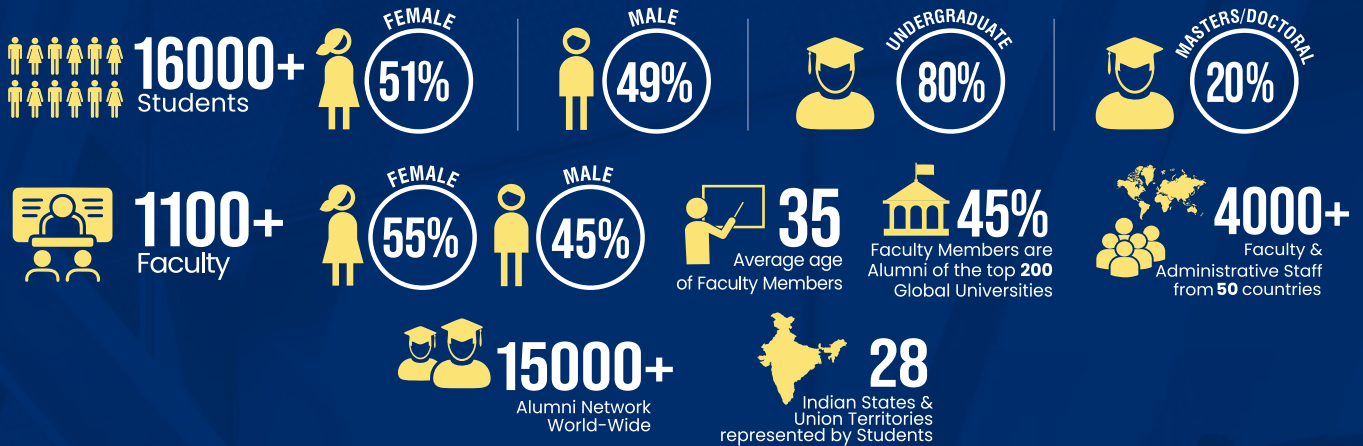 16000+
Students
FEMALE
51%
MALE
49%
UNDERGRADUATE
80%
MASTERS/DOCTORAL
20%
1100+
Faculty
FEMALE
55%
MALE
45%
35
Average age
of Faculty Members
45%
Faculty Members are
Alumni of the top 200
Global Universities
4000+
Faculty &
Administrative Staff
from 50 countries
15000+
Alumni Network
World-Wide
28
Indian States &
Union Territories
represented by Students